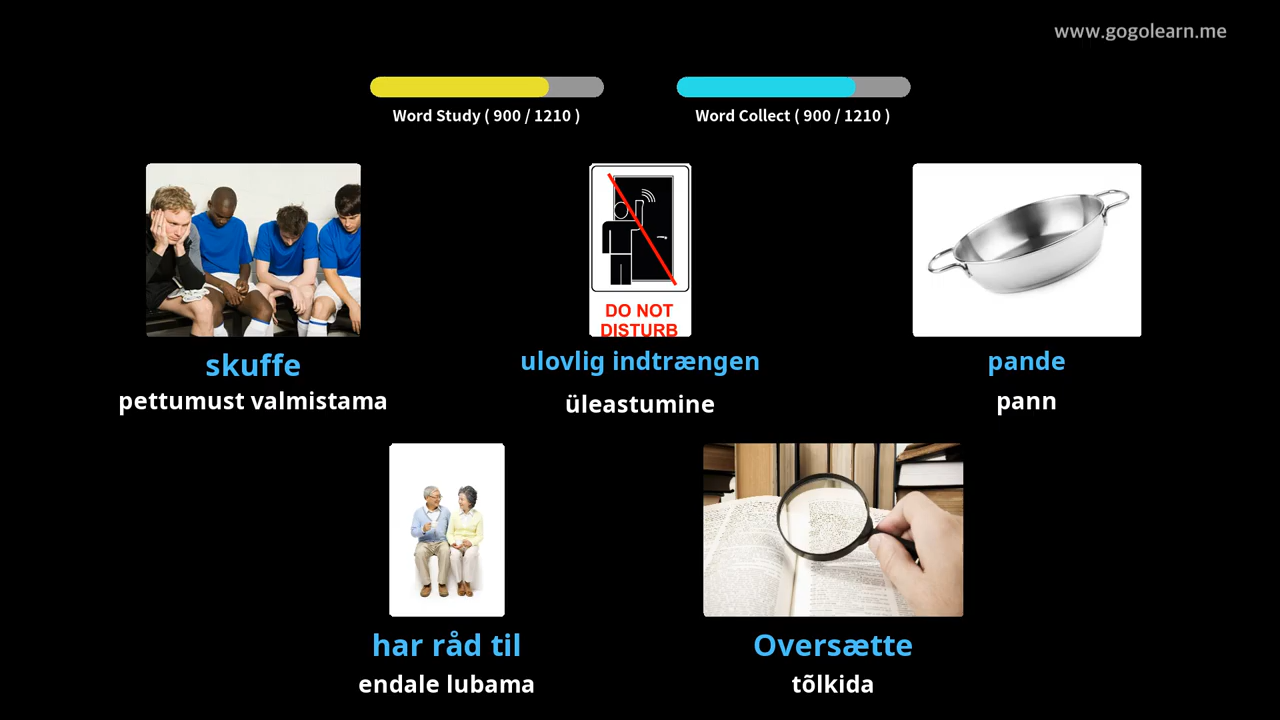 www.gogolearn.me
Word Study ( 900 / 1210 )
Word Collect ( 900 / 1210 )
DO NOT
DISTURB
skuffe
pettumust valmistama
ulovlig indtrængen
üleastumine
pande
pann
har råd til
endale lubama
Oversætte
tõlkida